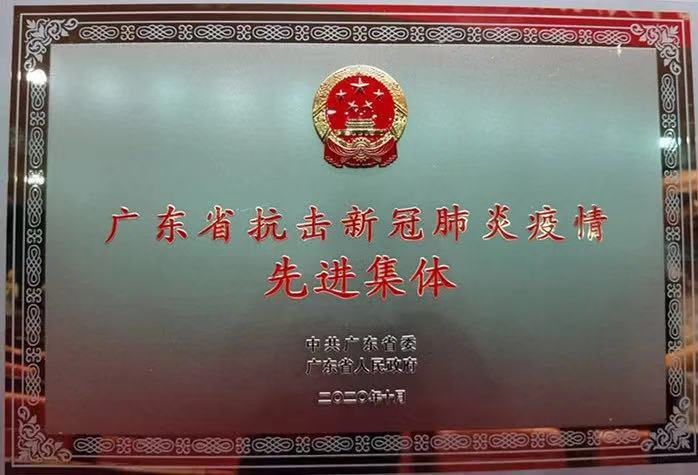 广东省抗击新冠肺炎疫情
先进集体
中共广东省委
广东省人民政府
二〇二〇年十月